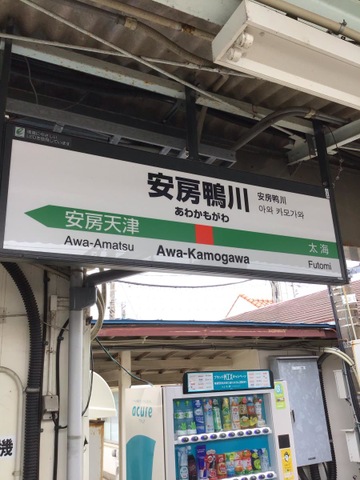 安房鴨川
あわかもがわ
安房鴨川
아와 카모가와
安房天津
太海
Awa-Amatsu
Awa-Kamogawa
Futomi
acure
機